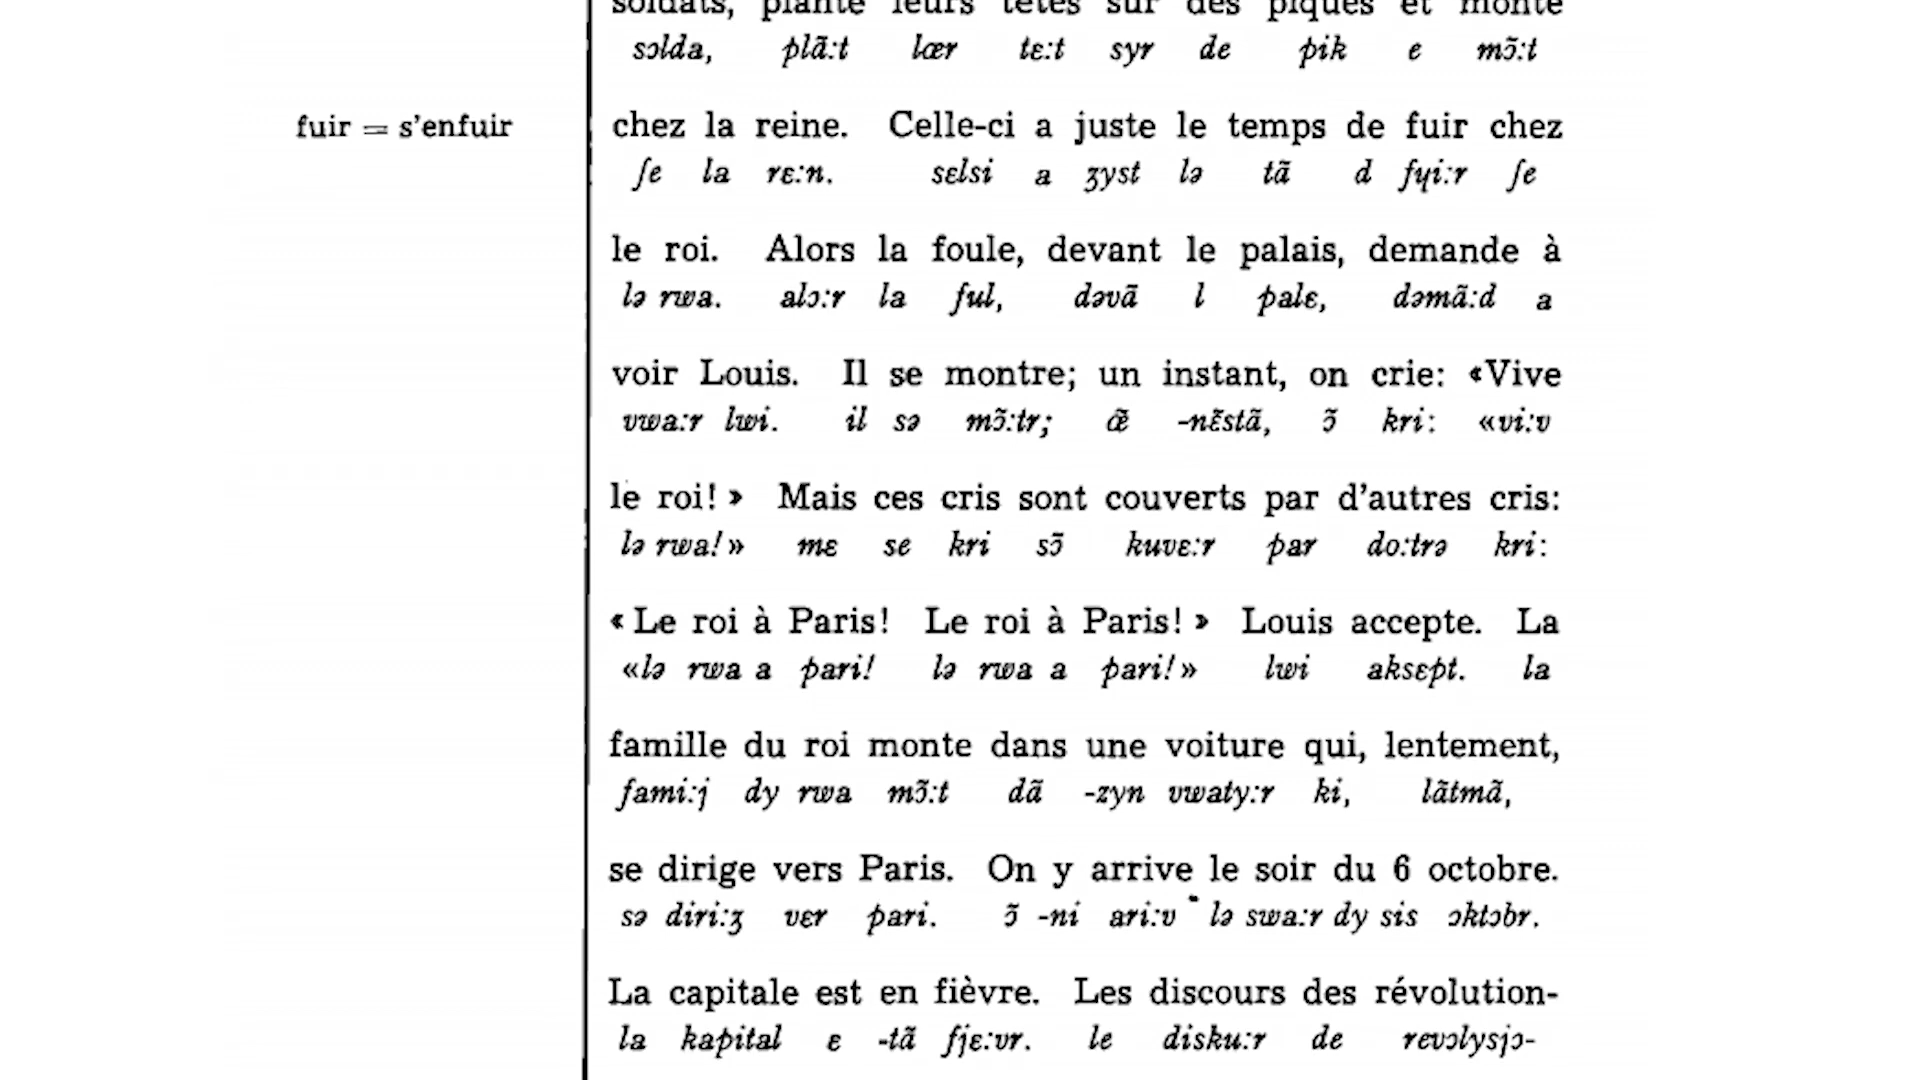 soldats, plante leurs têtes sur des piques et monte
sɔlda, plɑ̃:t lœr tɛ:t syr de pik e mɔ̃:t
fuir = s'enfuir
chez la reine. Celle-ci a juste le temps de fuir chez
ʃe la rɛ:n. sɛlsi a ʒyst lə tɑ̃ d fɥi:r ʃe
le roi. Alors la foule, devant le palais, demande à
lə rwa. alɔ:r la ful, dəvɑ̃ l palɛ, dəmɑ̃:d a
voir Louis. Il se montre; un instant, on crie: «Vive
vwa:r lwi. il sə mɔ̃:tr; œ̃ -nɛ̃stɑ̃, ɔ̃ kri: «vi:v
le roi!» Mais ces cris sont couverts par d'autres cris:
lə rwa!» mɛ se kri sɔ̃ kuvɛ:r par do:trə kri:
«Le roi à Paris! Le roi à Paris!» Louis accepte. La
«lə rwa a pari! lə rwa a pari!» lwi aksɛpt. la
famille du roi monte dans une voiture qui, lentement,
fami:j dy rwa mɔ̃:t dɑ̃ -zyn vwaty:r ki, lɑ̃tmɑ̃,
se dirige vers Paris. On y arrive le soir du 6 octobre.
sə diri:ʒ vɛr pari. ɔ̃ -ni ari:v lə swa:r dy sis ɔktɔbr.
La capitale est en fièvre. Les discours des révolution-
la kapital ɛ -tɑ̃ fjɛ:vr. le disku:r de revɔlysjɔ-